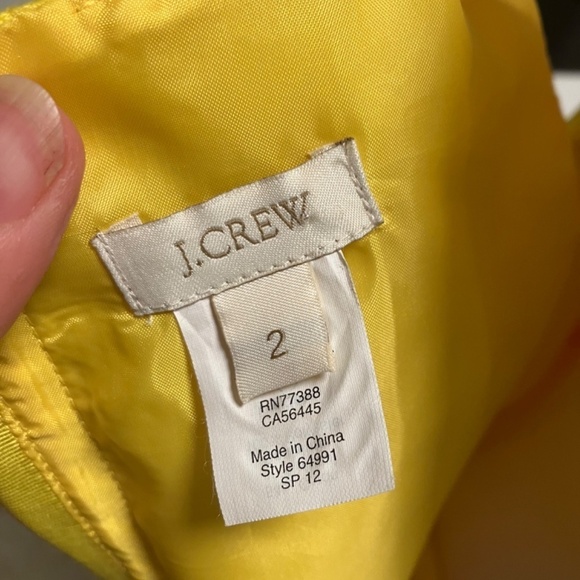 J.CREW
2
RN77388
CA56445
Made in China
Style 64991
SP 12